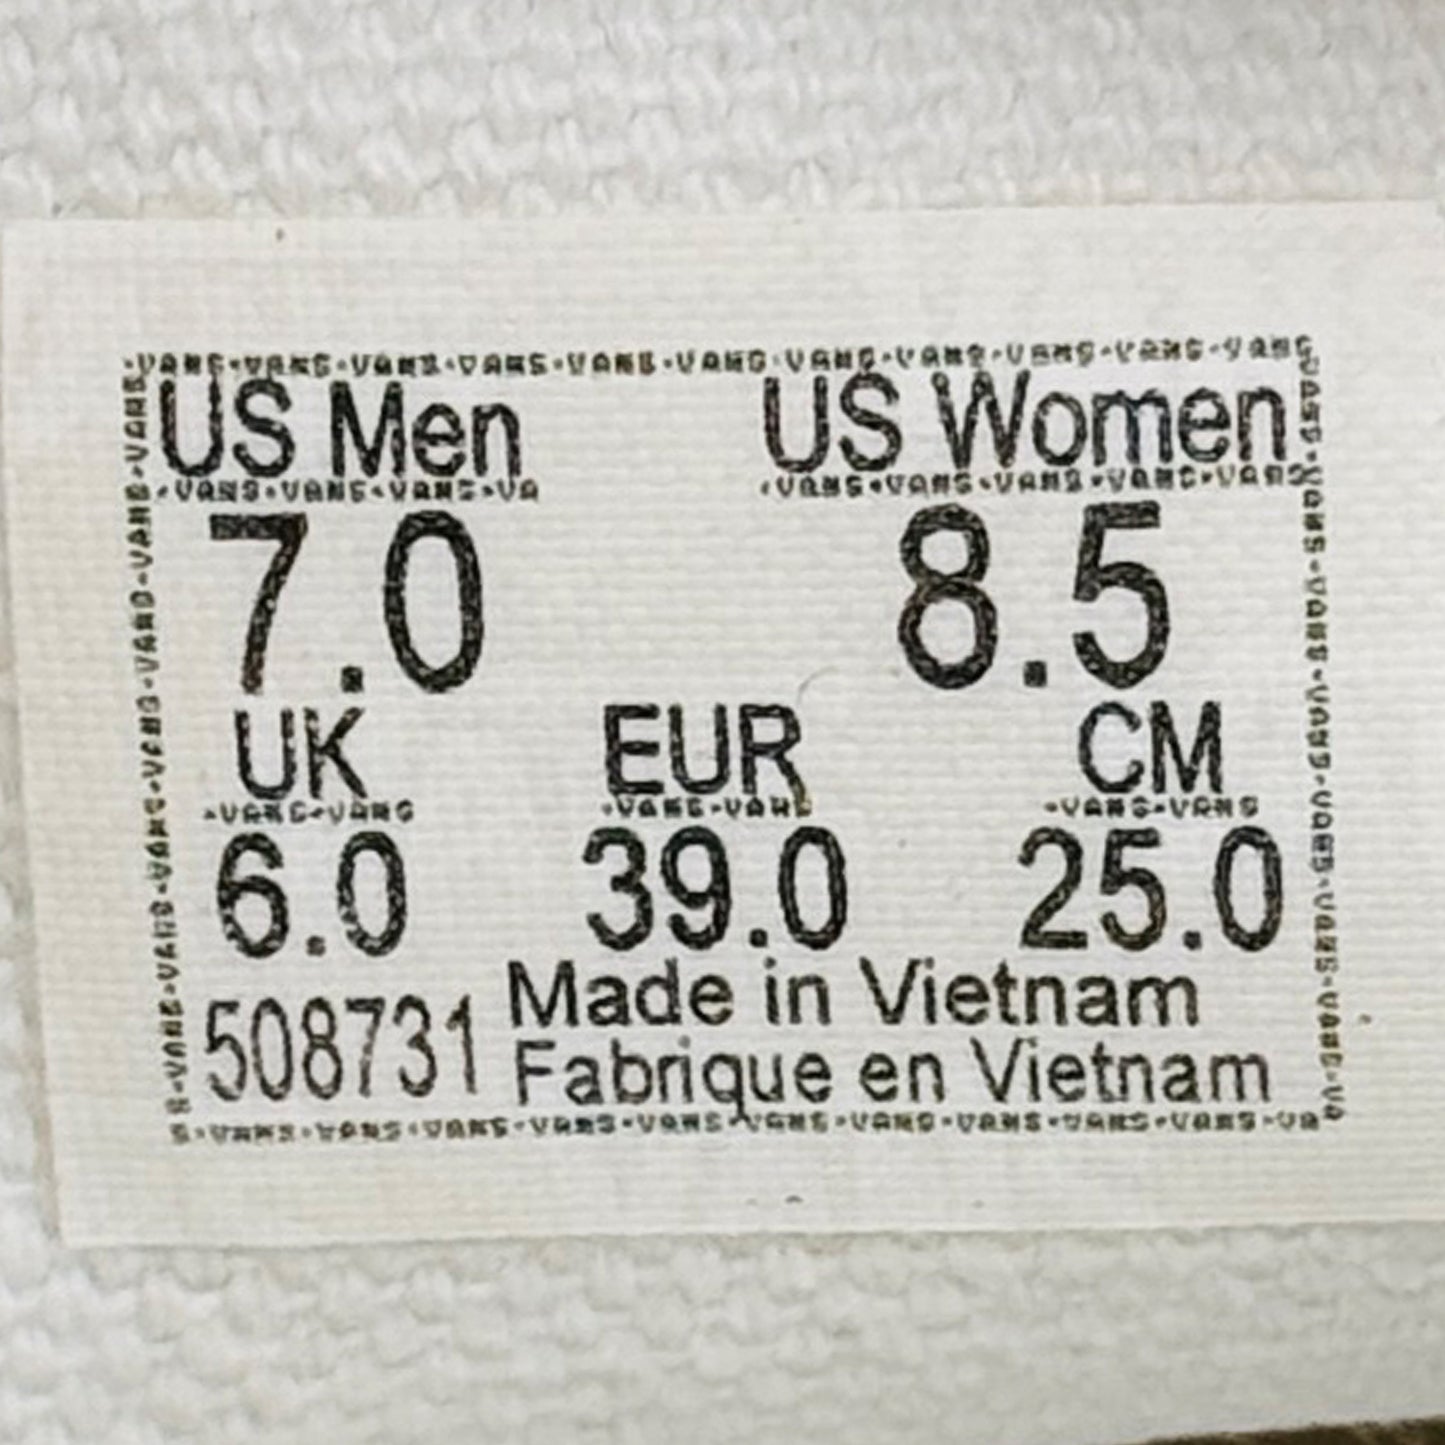 US Men US Women
7.0 8.5
UK EUR CM
6.0 39.0 25.0
508731 Made in Vietnam
Fabrique en Vietnam